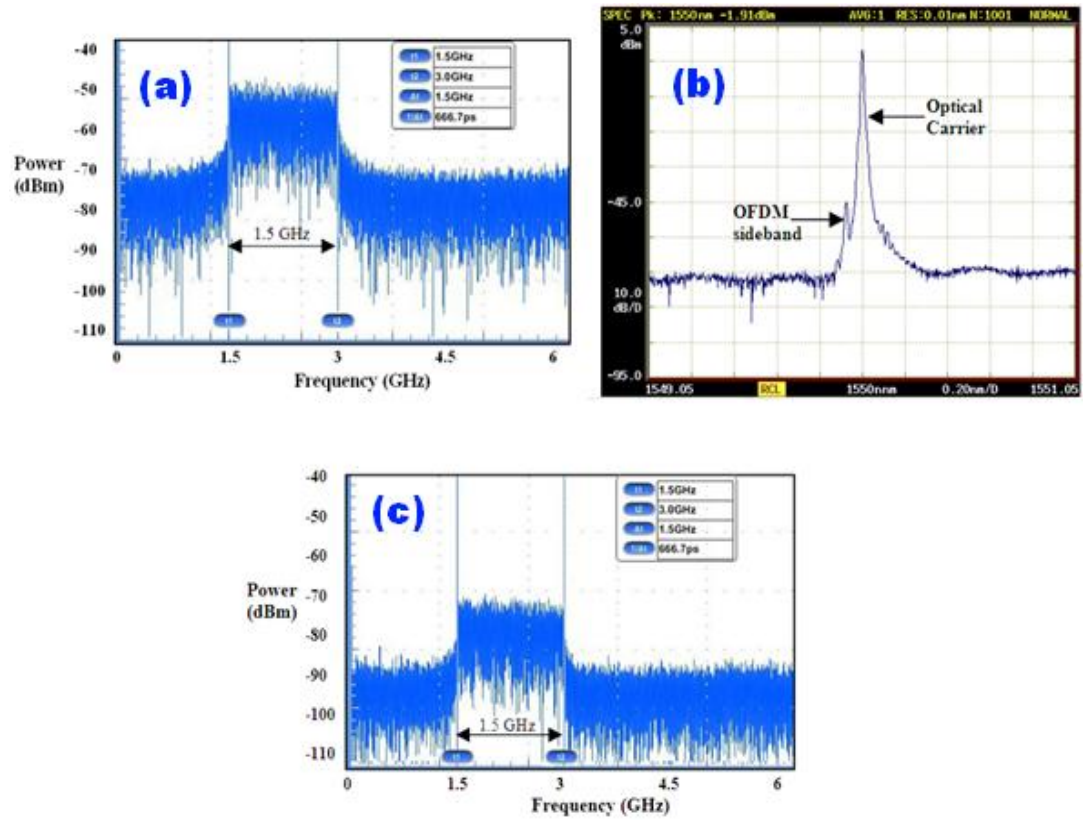 (a)
-40
-50
-60
-70
-80
-90
-100
-110
Power
(dBm)
1.5GHz
3.0GHz
1.5GHz
666.7ps
1.5 GHz
0 1.5 3 4.5 6
Frequency (GHz)
SPEC Pk: 1550nm -1.91dBm AVG:1 RES:0.01nm N:1001 NORMAL
5.0
dBm
(b)
Optical
Carrier
-45.0
OFDM
sideband
10.0
dB/D
-95.0
1549.05 RCL 1550nnm 0.20nm/D 1551.05
(c)
-40
-50
-60
-70
-80
-90
-100
-110
Power
(dBm)
1.5GHz
3.0GHz
1.5GHz
666.7ps
1.5 GHz
0 1.5 3 4.5 6
Frequency (GHz)